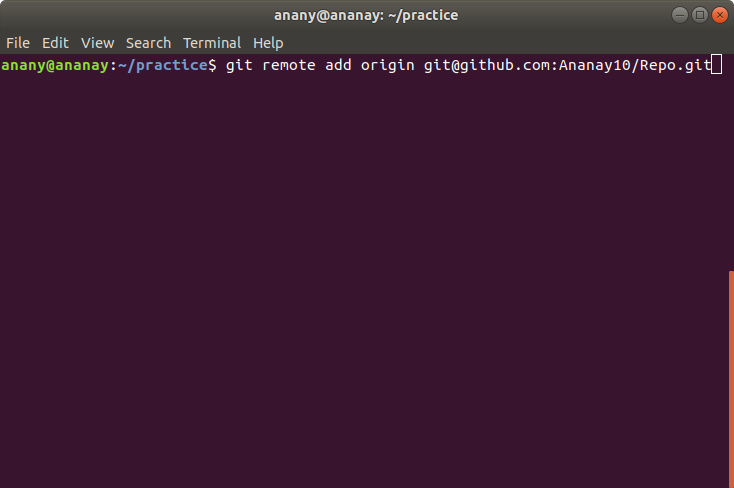 anany@ananay: ~/practice
File Edit View Search Terminal Help
anany@ananay:~/practice$ git remote add origin git@github.com:Ananay10/Repo.git